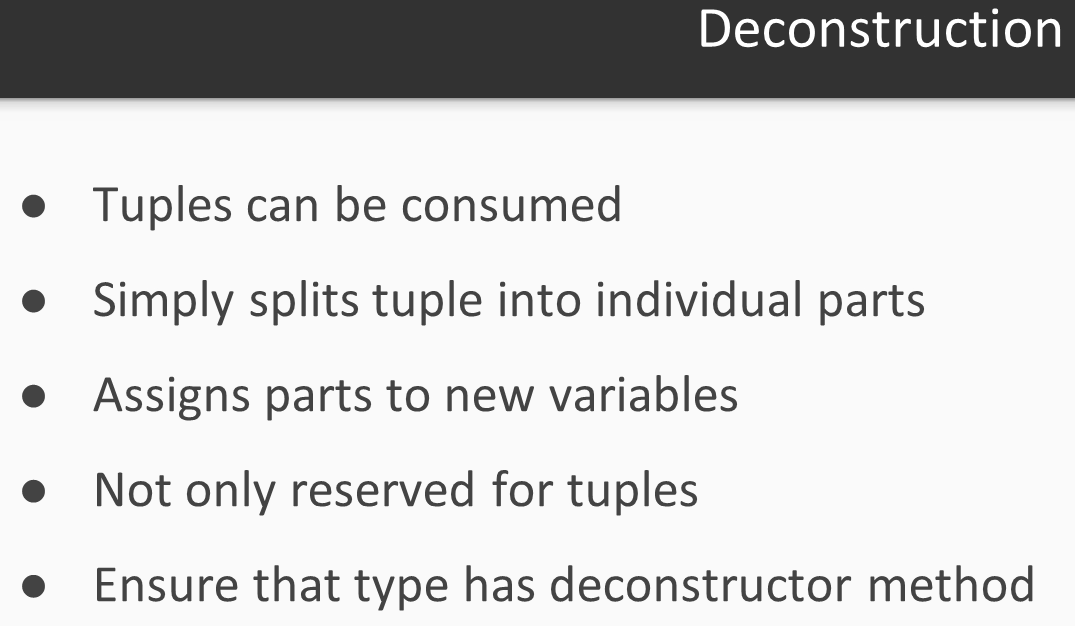 Deconstruction
● Tuples can be consumed
● Simply splits tuple into individual parts
● Assigns parts to new variables
● Not only reserved for tuples
● Ensure that type has deconstructor method